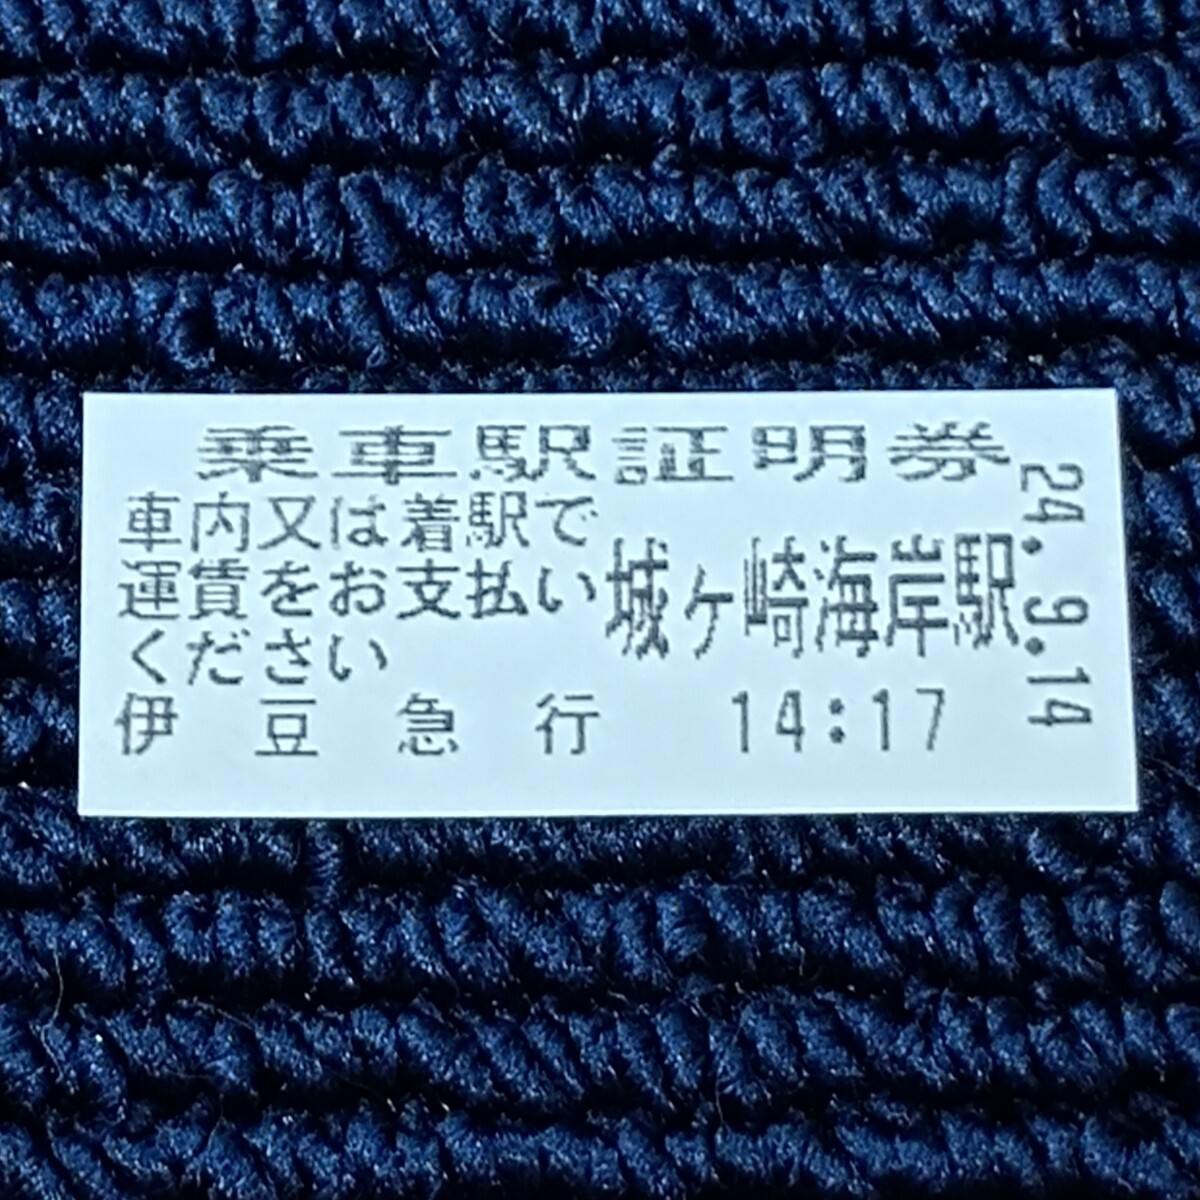 乗車駅証明券
車内又は着駅で
運賃をお支払い
ください
城ヶ崎海岸駅
伊豆急行 14:17
24.9.14